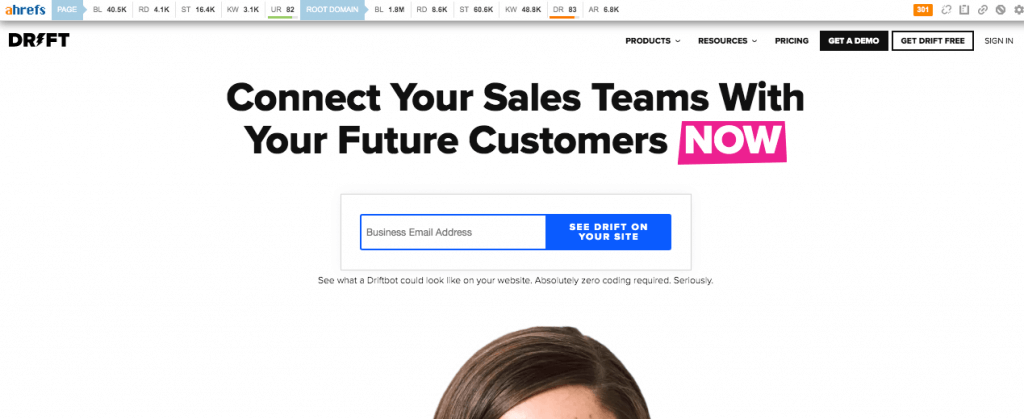 ahrefs PAGE BL 40.5K RD 4.1K ST 16.4K KW 3.1K UR 82 ROOT DOMAIN BL 1.8M RD 8.6K ST 60.6K KW 48.8K DR 83 AR 6.8K 301
DRIFT PRODUCTS RESOURCES PRICING GET A DEMO GET DRIFT FREE SIGN IN
Connect Your Sales Teams With
Your Future Customers NOW
Business Email Address
SEE DRIFT ON
YOUR SITE
See what a Driftbot could look like on your website. Absolutely zero coding required. Seriously.